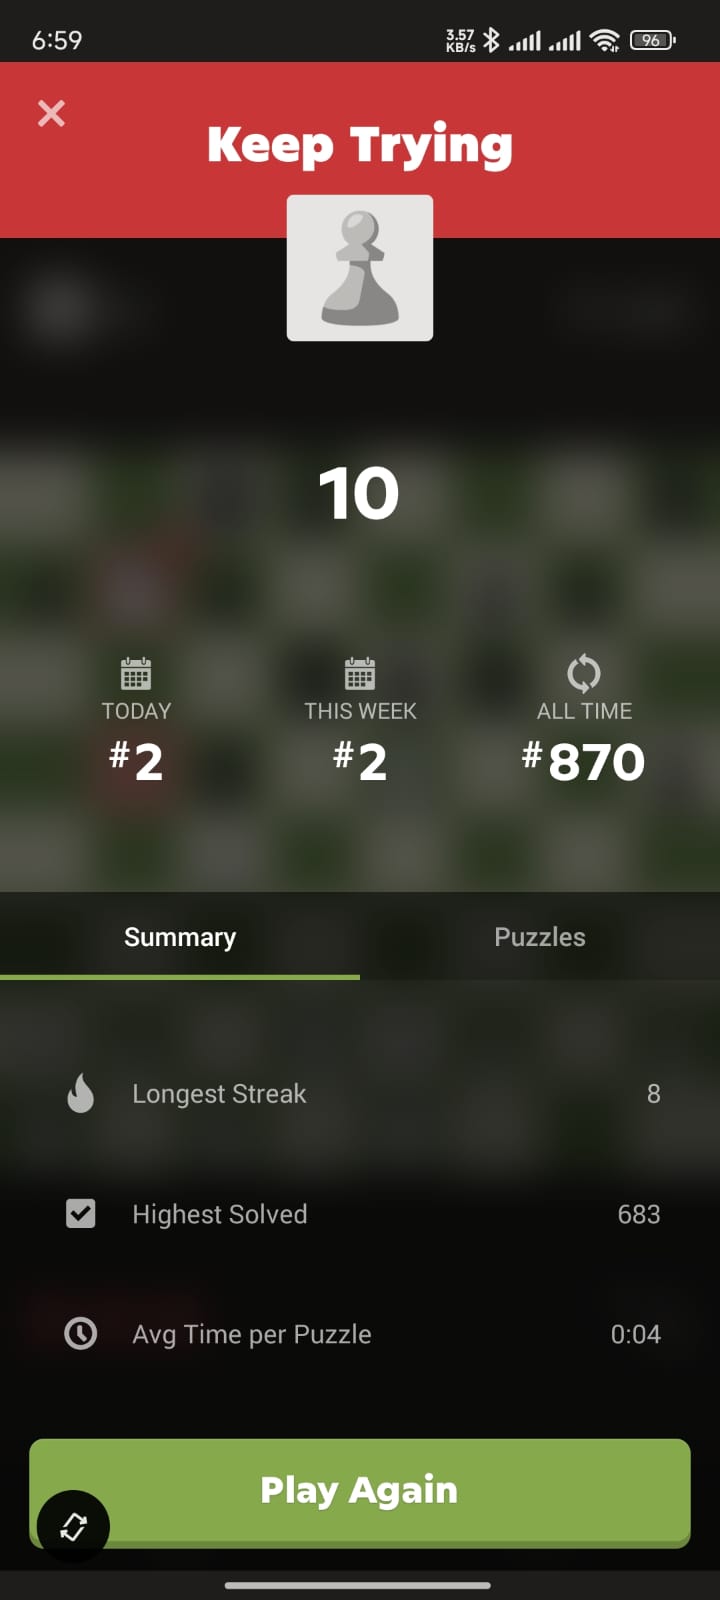 6:59
3.57
KB/s
96
Keep Trying
10
TODAY
THIS WEEK
ALL TIME
#2
#2
#870
Summary
Puzzles
Longest Streak
8
Highest Solved
683
Avg Time per Puzzle
0:04
Play Again